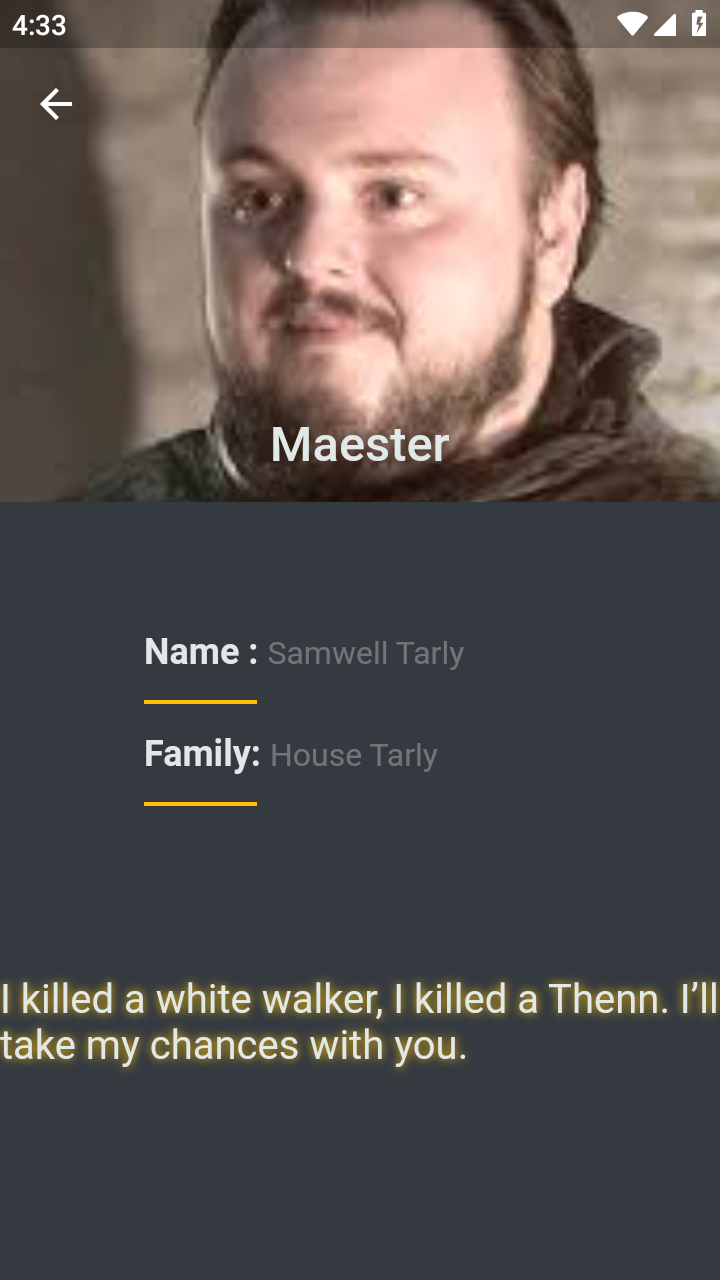 4:33
Maester
Name : Samwell Tarly
Family: House Tarly
I killed a white walker, I killed a Thenn. I’ll
take my chances with you.